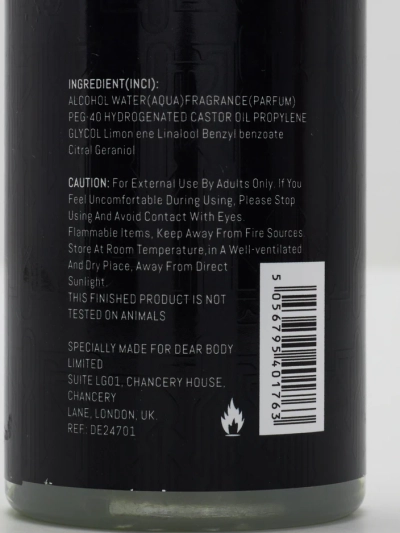 INGREDIENT(INCI):
ALCOHOL WATER(AQUA)FRAGRANCE(PARFUM)
PEG-40 HYDROGENATED CASTOR OIL PROPYLENE
GLYCOL Limon ene Linalool Benzyl benzoate
Citral Geraniol
CAUTION: For External Use By Adults Only. If You
Feel Uncomfortable During Using, Please Stop
Using And Avoid Contact With Eyes.
Flammable Items, Keep Away From Fire Sources
Store At Room Temperature,in A Well-ventilated
And Dry Place, Away From Direct
Sunlight.
THIS FINISHED PRODUCT IS NOT
TESTED ON ANIMALS
SPECIALLY MADE FOR DEAR BODY
LIMITED
SUITE LG01, CHANCERY HOUSE.
CHANCERY
LANE, LONDON, UK.
REF: DE24701
5 056795 401763